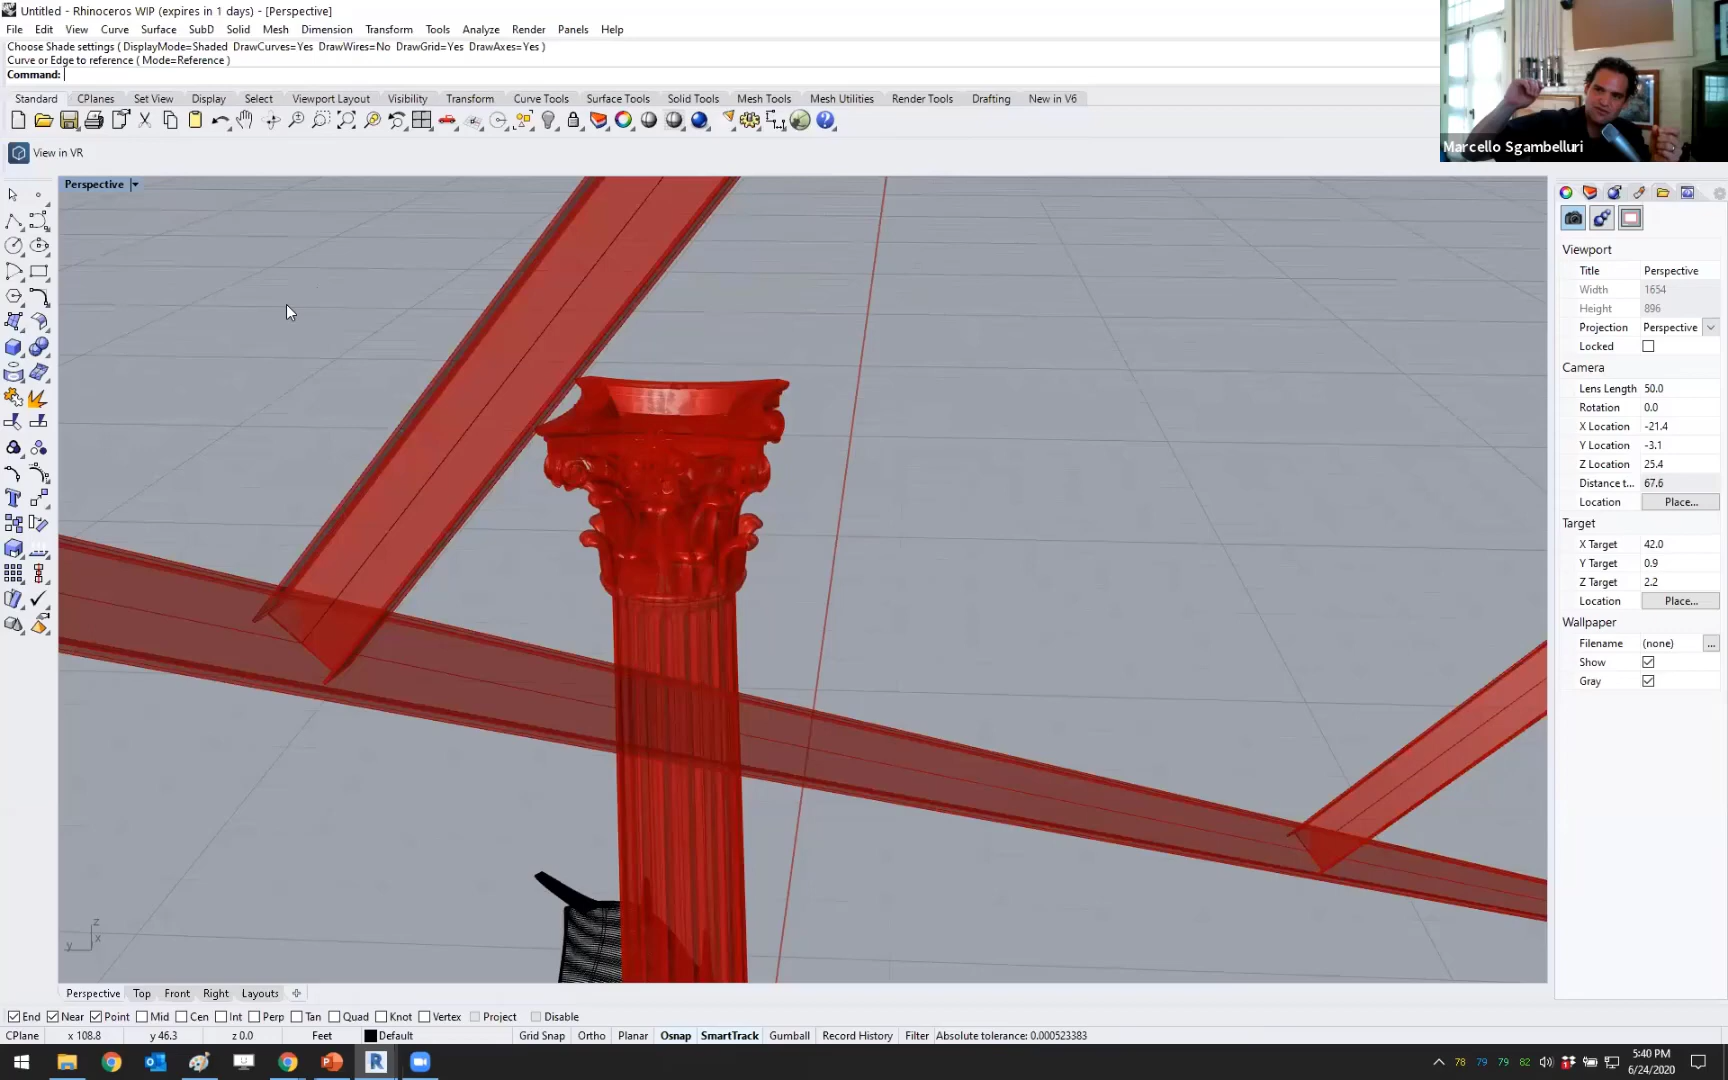 Untitled - Rhinoceros WIP (expires in 1 days) - [Perspective]
File Edit View Curve Surface SubD Solid Mesh Dimension Transform Tools Analyze Render Panels Help
Choose Shade settings ( DisplayMode=Shaded DrawCurves=Yes DrawWires=No DrawGrid=Yes DrawAxes=Yes )
Curve or Edge to reference ( Mode=Reference )
Command:
Marcello Sgambelluri
Standard CPlanes Set View Display Select Viewport Layout Visibility Transform Curve Tools Surface Tools Solid Tools Mesh Tools Mesh Utilities Render Tools Drafting New in V6
View in VR
Perspective
Viewport
Title Perspective
Width 1654
Height 896
Projection Perspective
Locked
Camera
Lens Length 50.0
Rotation 0.0
X Location -21.4
Y Location -3.1
Z Location 25.4
Distance t... 67.6
Location Place...
Target
X Target 42.0
Y Target 0.9
Z Target 2.2
Location Place...
Wallpaper
Filename (none) ...
Show
Gray
z
x
y
Perspective Top Front Right Layouts
End Near Point Mid Cen Int Perp Tan Quad Knot Vertex Project Disable
CPlane x 108.8 y 46.3 z 0.0 Feet Default Grid Snap Ortho Planar Osnap SmartTrack Gumball Record History Filter Absolute tolerance: 0.000523383
78 79 79 82 5:40 PM
6/24/2020